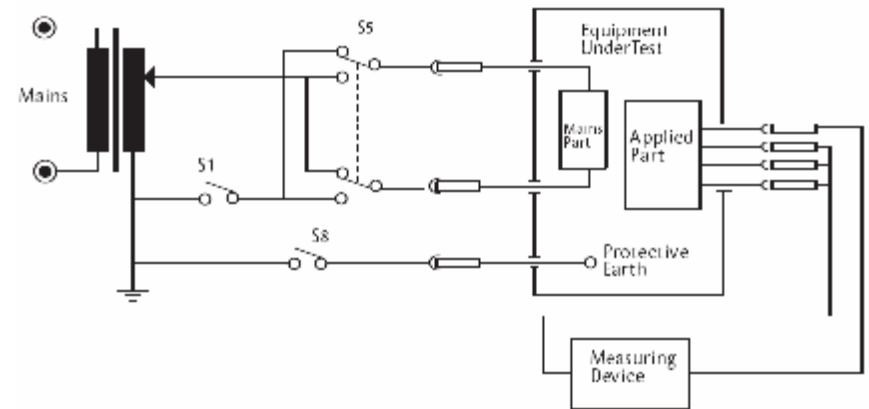 S5
Equipment
UnderTest
Mains
Mains
Part
Applied
Part
S1
S8
Protective
Earth
Measuring
Device